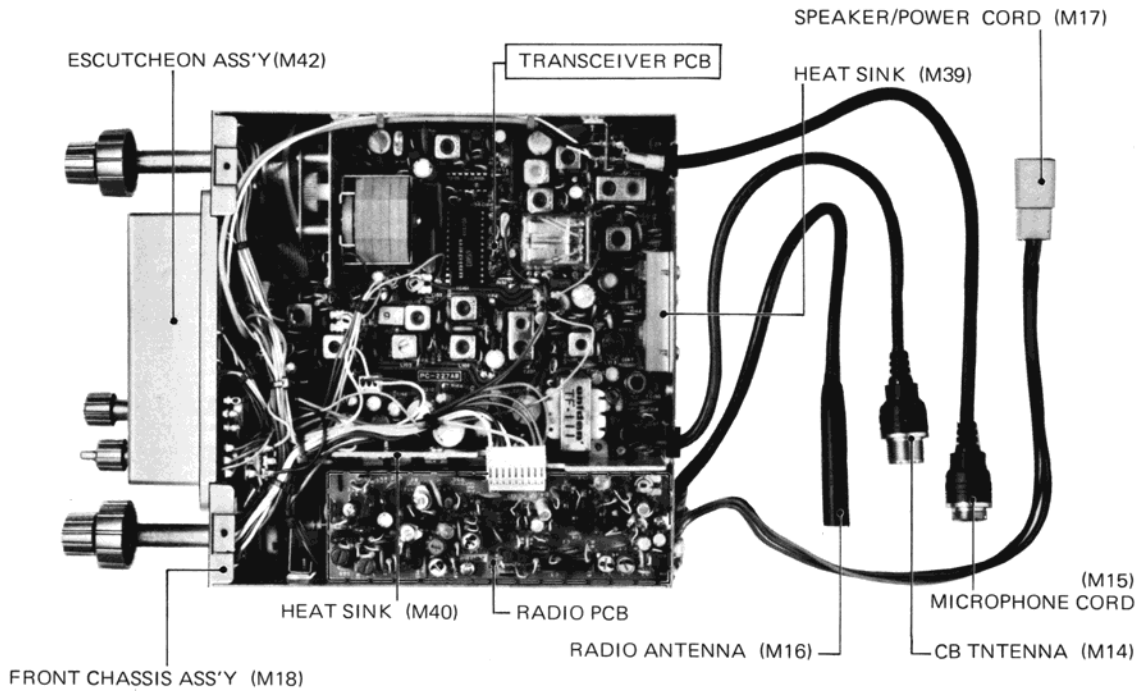 SPEAKER/POWER CORD (M17)
ESCUTCHEON ASS'Y(M42)
TRANSCEIVER PCB
HEAT SINK (M39)
PC-227AB
uniden
TF-111
(M15)
MICROPHONE CORD
HEAT SINK (M40)
RADIO PCB
RADIO ANTENNA (M16)
CB TNTENNA (M14)
FRONT CHASSIS ASS'Y (M18)